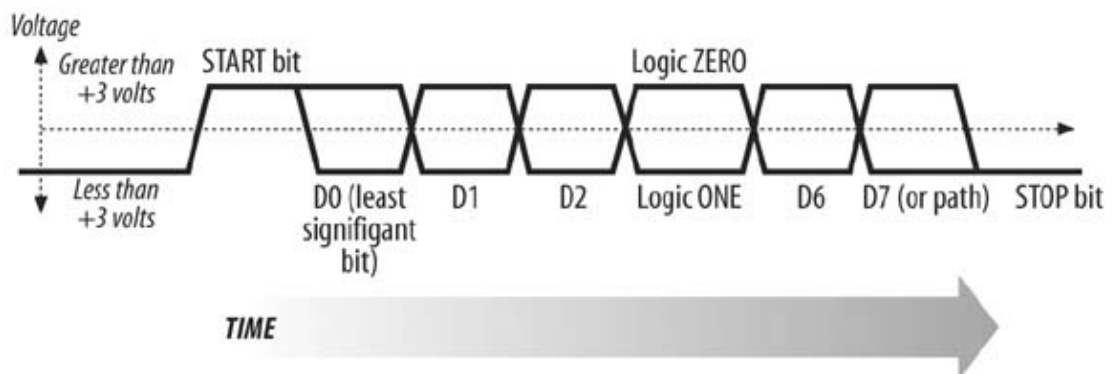 Voltage
Greater than
+3 volts
START bit
Logic ZERO
Less than
+3 volts
D0 (least
signifigant
bit)
D1
D2
Logic ONE
D6
D7 (or path)
STOP bit
TIME